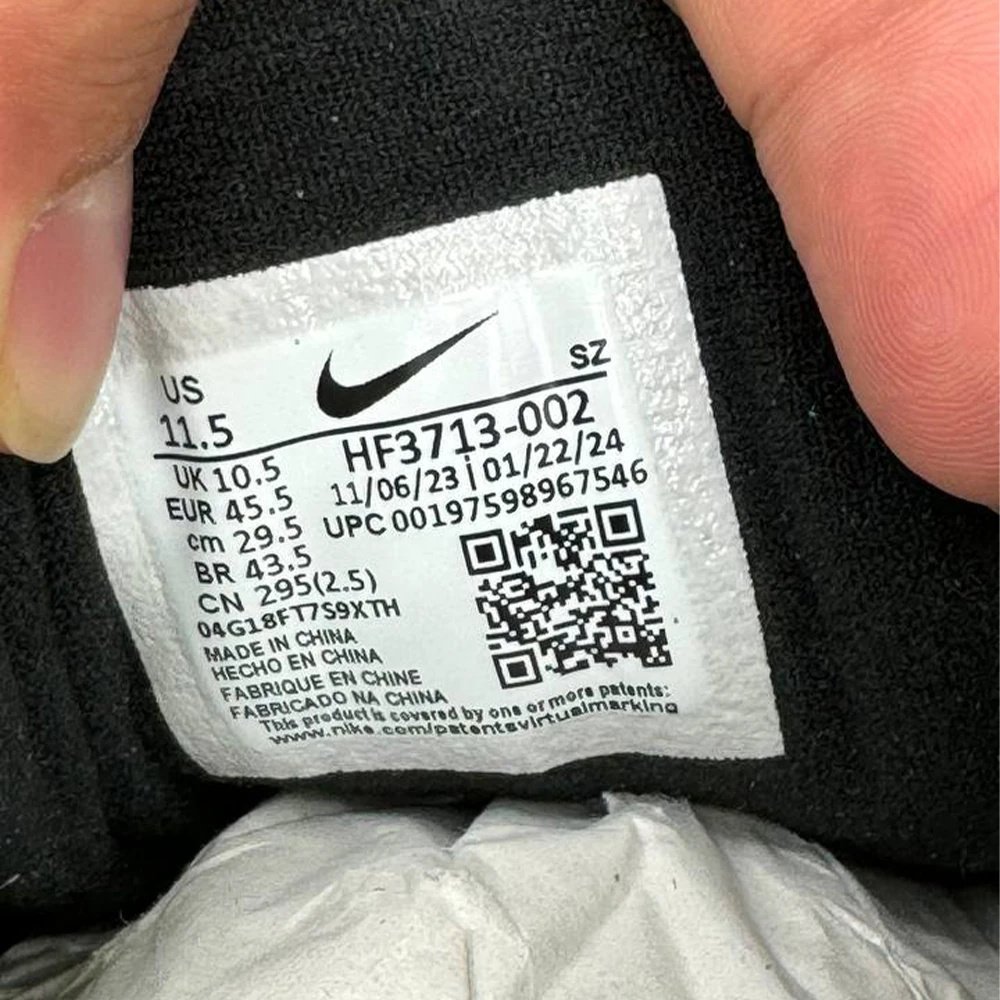 US
SZ
11.5
HF3713-002
UK 10.5
11/06/23 | 01/22/24
EUR 45.5
UPC 00197598967546
cm 29.5
BR 43.5
CN 295(2.5)
04G18FT7S9XTH
MADE IN CHINA
HECHO EN CHINA
FABRIQUE EN CHINE
FABRICADO NA CHINA
This product is covered by one or more patents:
www.nike.com/patentsvirtualmarking